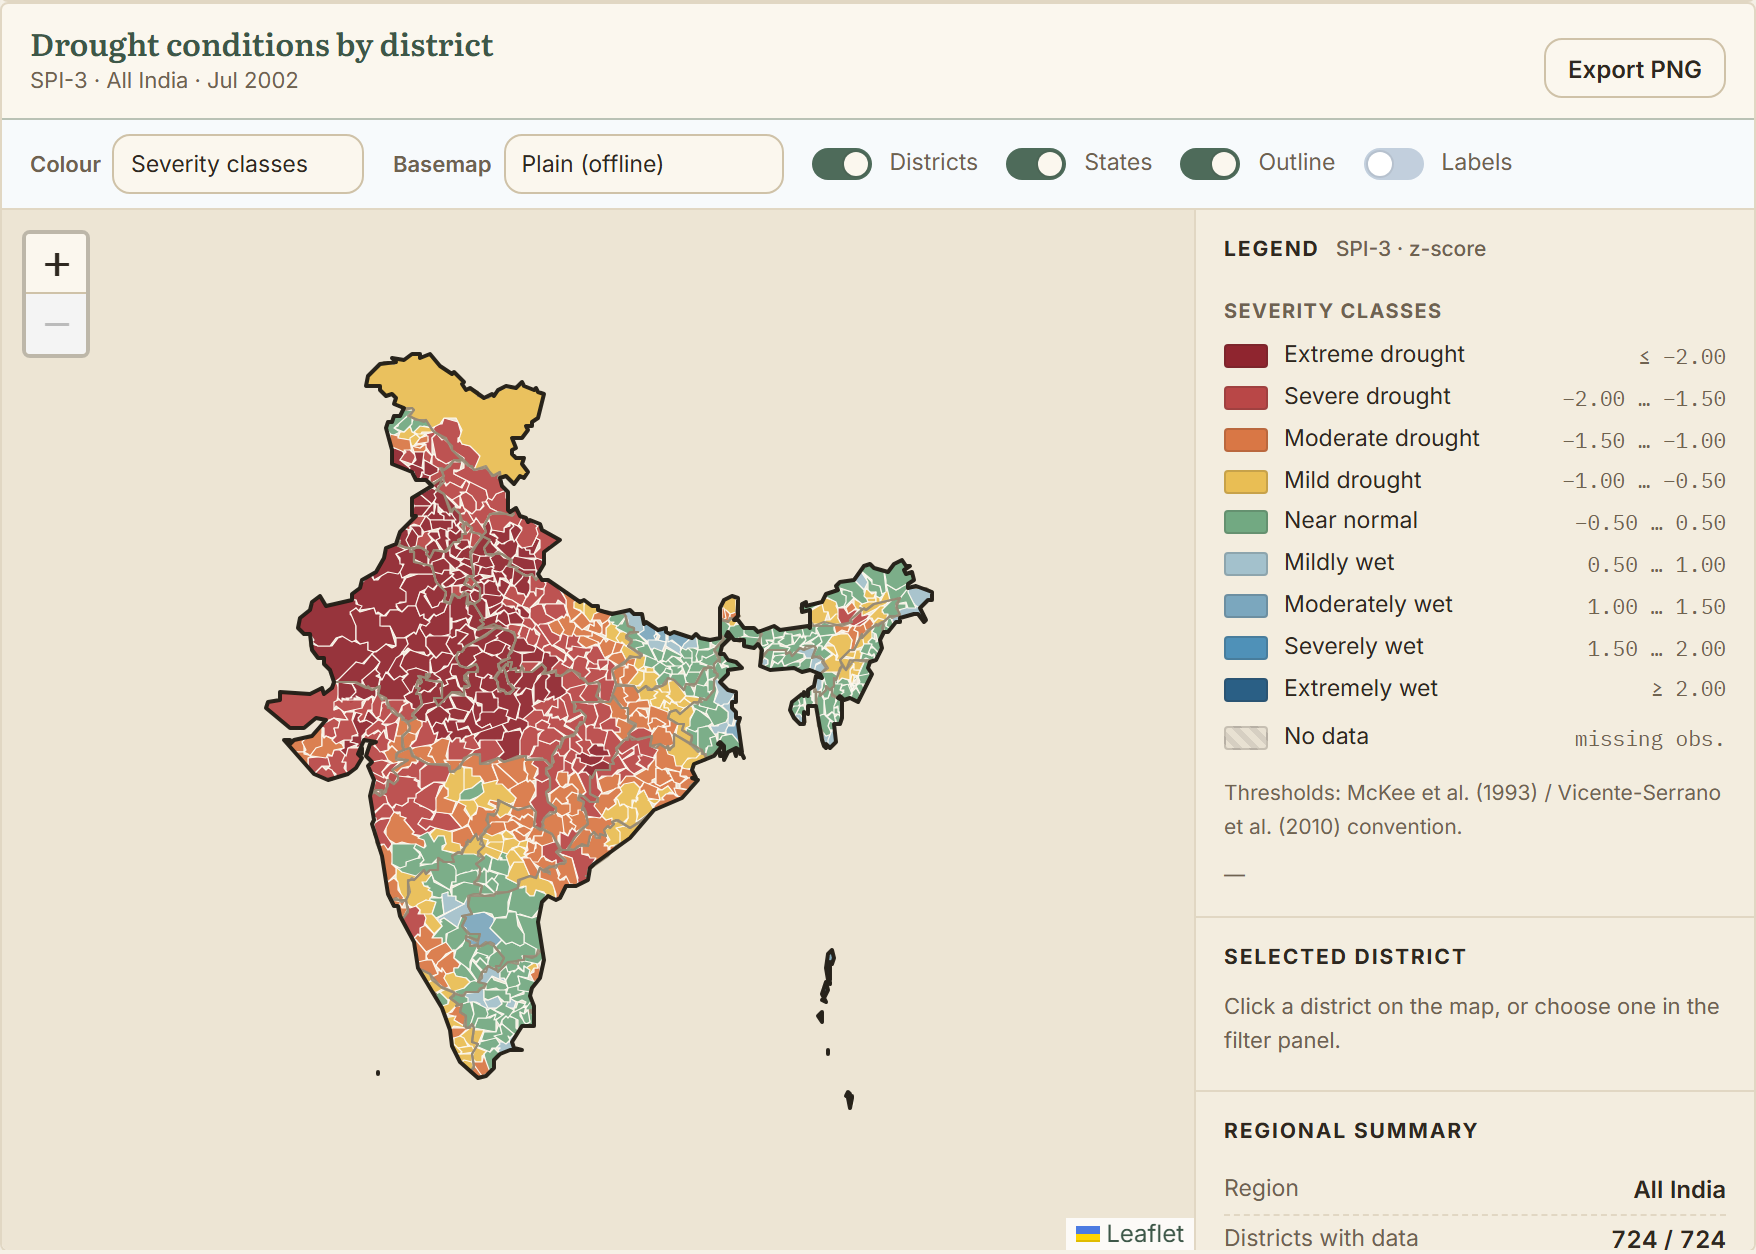 Drought conditions by district
SPI-3 · All India · Jul 2002
Export PNG
Colour Severity classes Basemap Plain (offline) Districts States Outline Labels
+
−
LEGEND SPI-3 · z-score
SEVERITY CLASSES
Extreme drought ≤ −2.00
Severe drought −2.00 … −1.50
Moderate drought −1.50 … −1.00
Mild drought −1.00 … −0.50
Near normal −0.50 … 0.50
Mildly wet 0.50 … 1.00
Moderately wet 1.00 … 1.50
Severely wet 1.50 … 2.00
Extremely wet ≥ 2.00
No data missing obs.
Thresholds: McKee et al. (1993) / Vicente-Serrano
et al. (2010) convention.
—
SELECTED DISTRICT
Click a district on the map, or choose one in the
filter panel.
REGIONAL SUMMARY
Region All India
Districts with data 724 / 724
Leaflet